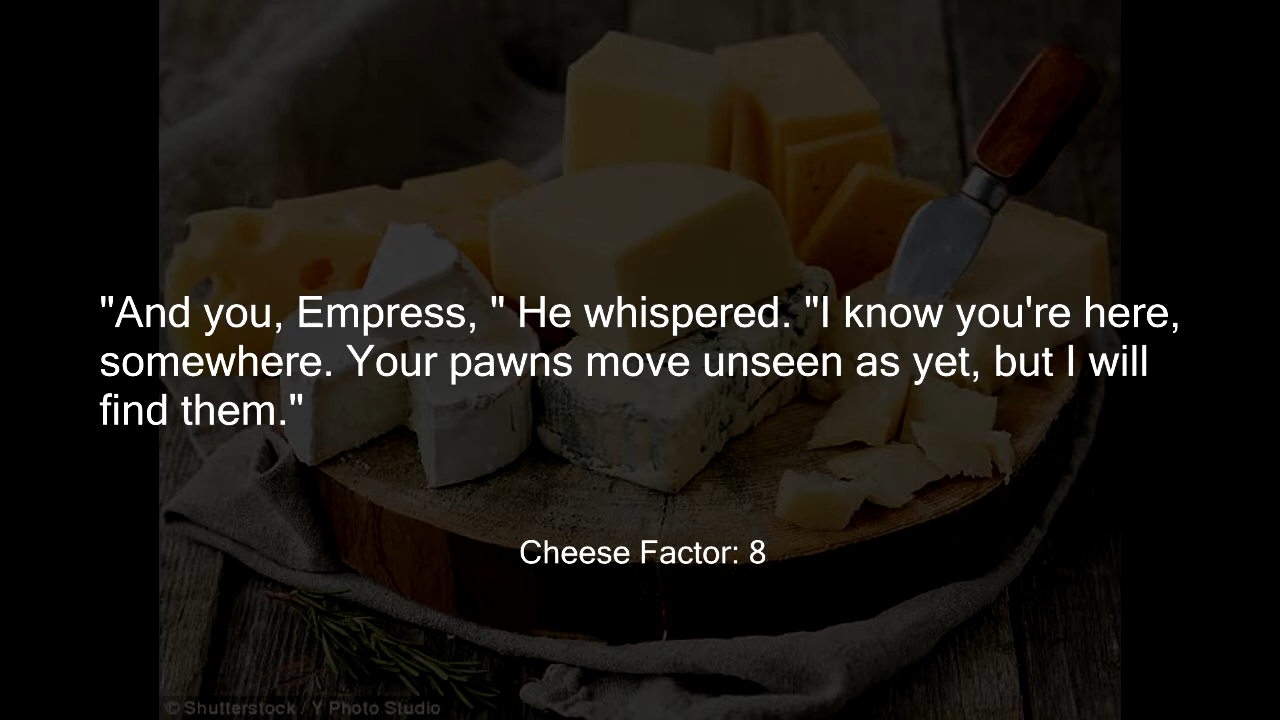 "And you, Empress, " He whispered. "I know you're here,
somewhere. Your pawns move unseen as yet, but I will
find them."
Cheese Factor: 8
© Shutterstock / Y Photo Studio